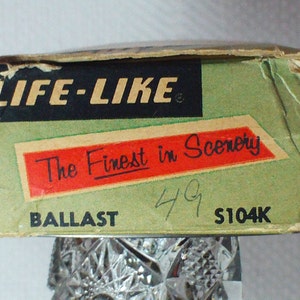 LIFE-LIKE®
The Finest in Scenery
49
BALLAST S104K